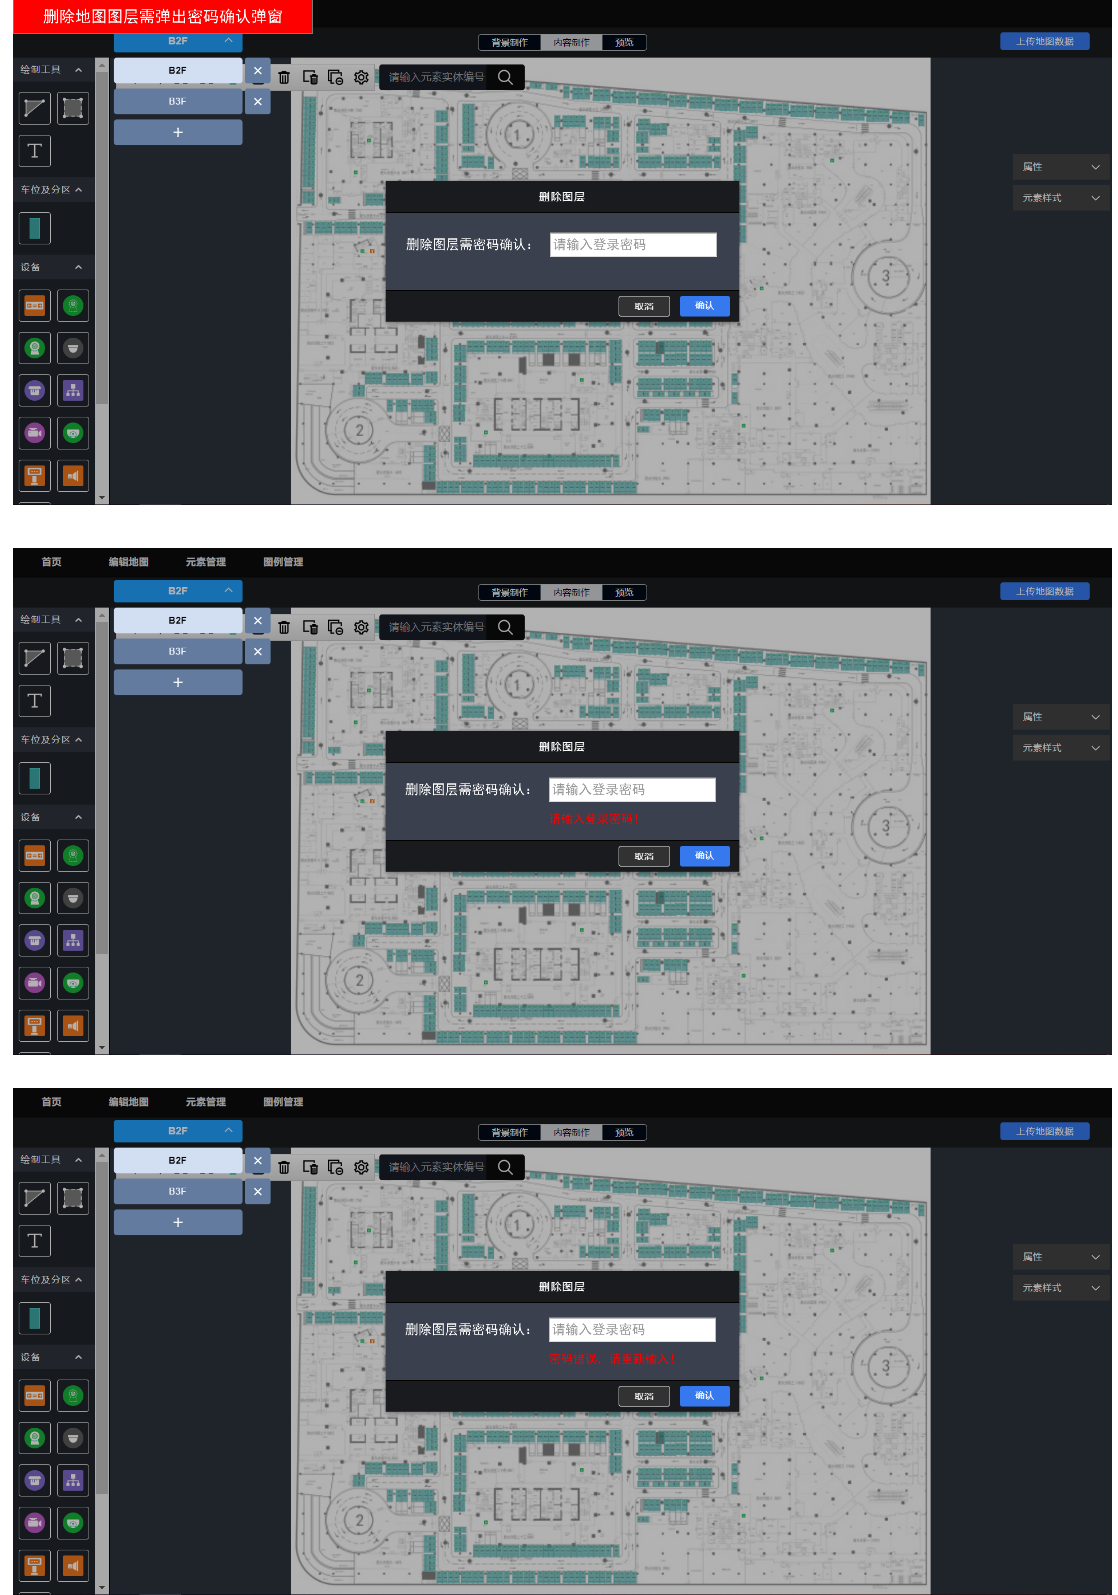 删除地图图层需弹出密码确认弹窗
B2F
背景制作 内容制作 预览
上传地图数据
绘制工具
B2F
请输入元素实体编号
B3F
属性
车位及分区
删除图层
元素样式
删除图层需密码确认：
请输入登录密码
设备
取消
确认
首页 编辑地图 元素管理 图例管理
B2F
背景制作 内容制作 预览
上传地图数据
绘制工具
B2F
请输入元素实体编号
B3F
属性
车位及分区
删除图层
元素样式
删除图层需密码确认：
请输入登录密码
请输入登录密码！
设备
取消
确认
首页 编辑地图 元素管理 图例管理
B2F
背景制作 内容制作 预览
上传地图数据
绘制工具
B2F
请输入元素实体编号
B3F
属性
车位及分区
删除图层
元素样式
删除图层需密码确认：
请输入登录密码
密码错误，请重新输入！
设备
取消
确认